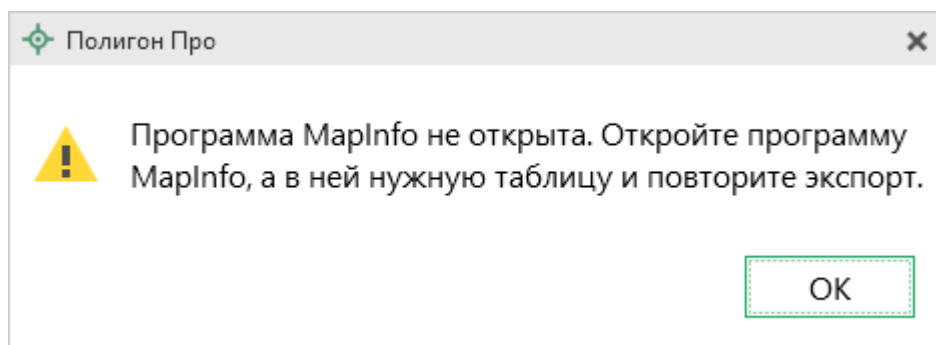 Полигон Про
Программа MapInfo не открыта. Откройте программу
MapInfo, а в ней нужную таблицу и повторите экспорт.
OK